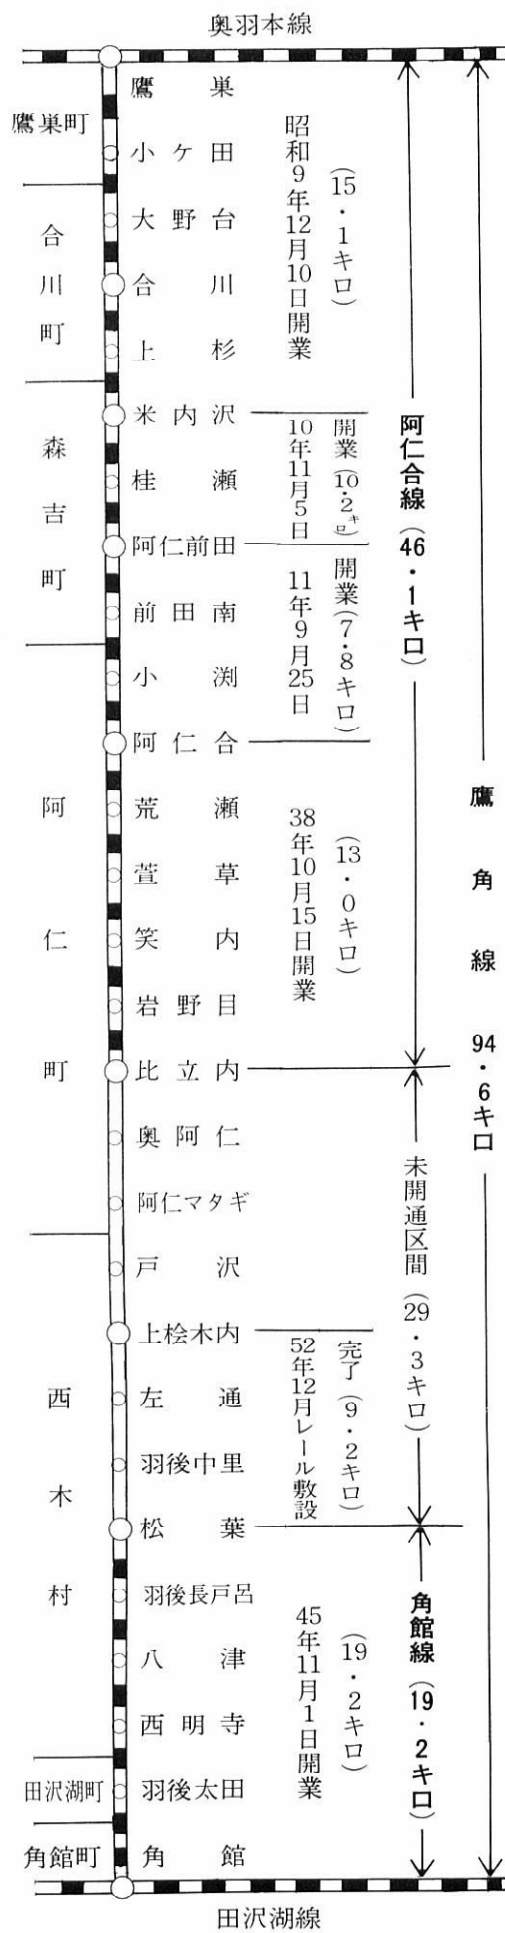 奥羽本線
鷹巣町
合川町
森吉町
阿仁町
西木村
田沢湖町
角館町
鷹巣
小ケ田
大野台
合川
上杉
米内沢
桂瀬
阿仁前田
前田南
小渕
阿仁合
荒瀬
萱草
笑内
岩野目
比立内
奥阿仁
阿仁マタギ
戸沢
上桧木内
左通
羽後中里
松葉
羽後長戸呂
八津
西明寺
羽後太田
角館
(15・1キロ)
昭和9年12月10日開業
開業(10・2キロ)
10年11月5日
開業(7・8キロ)
11年9月25日
(13・0キロ)
38年10月15日開業
完了(9・2キロ)
52年12月レール敷設
(19・2キロ)
45年11月1日開業
阿仁合線(46・1キロ)
未開通区間(29・3キロ)
角館線(19・2キロ)
鷹角線 94・6キロ
田沢湖線